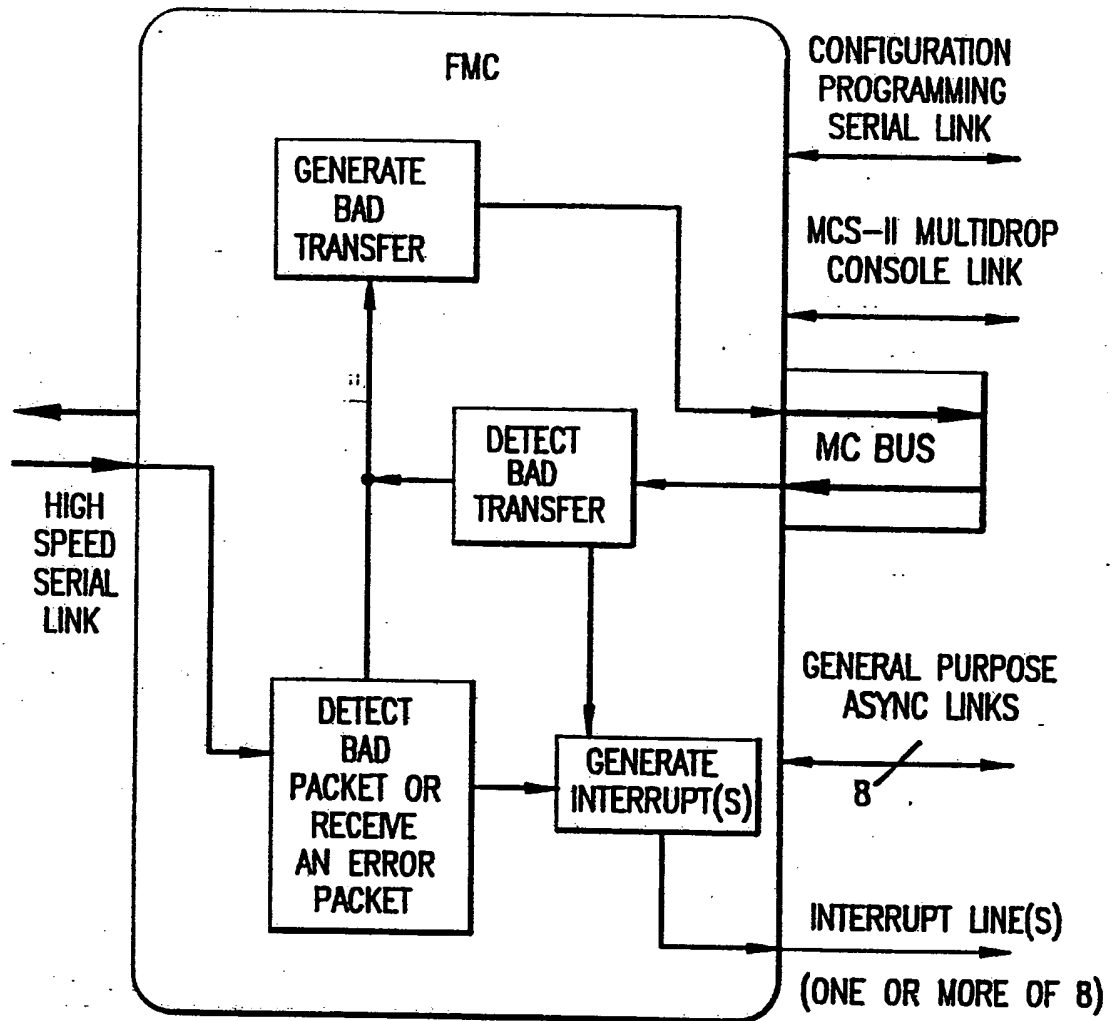 FMC
CONFIGURATION
PROGRAMMING
SERIAL LINK
GENERATE
BAD
TRANSFER
MCS-II MULTIDROP
CONSOLE LINK
DETECT
BAD
TRANSFER
MC BUS
HIGH
SPEED
SERIAL
LINK
GENERAL PURPOSE
ASYNC LINKS
8
DETECT
BAD
PACKET OR
RECEIVE
AN ERROR
PACKET
GENERATE
INTERRUPT(S)
INTERRUPT LINE(S)
(ONE OR MORE OF 8)